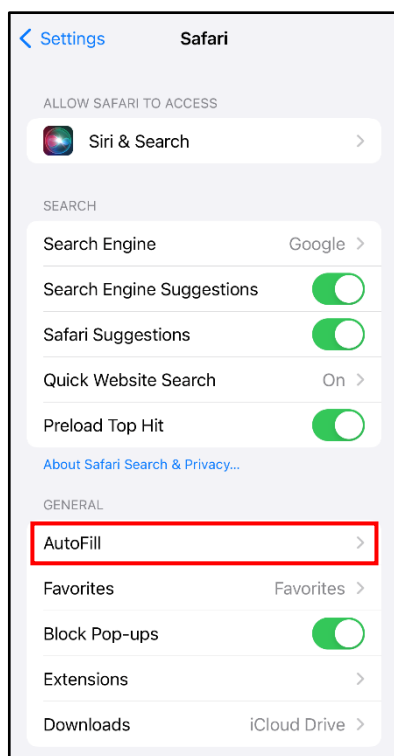 Settings Safari
ALLOW SAFARI TO ACCESS
Siri & Search
SEARCH
Search Engine Google
Search Engine Suggestions
Safari Suggestions
Quick Website Search On
Preload Top Hit
About Safari Search & Privacy...
GENERAL
AutoFill
Favorites Favorites
Block Pop-ups
Extensions
Downloads iCloud Drive